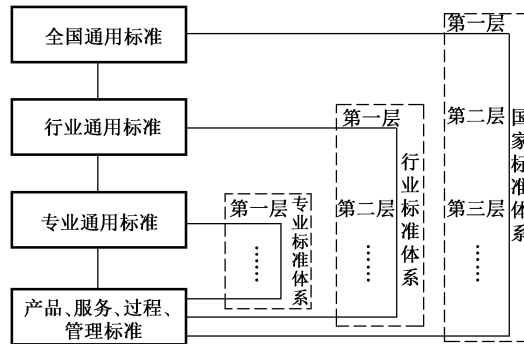 全国通用标准
第一层
行业通用标准
第一层
第二层
专业通用标准
第一层
第二层
第三层
产品、服务、过程、
管理标准
专业标准体系
行业标准体系
国家标准体系